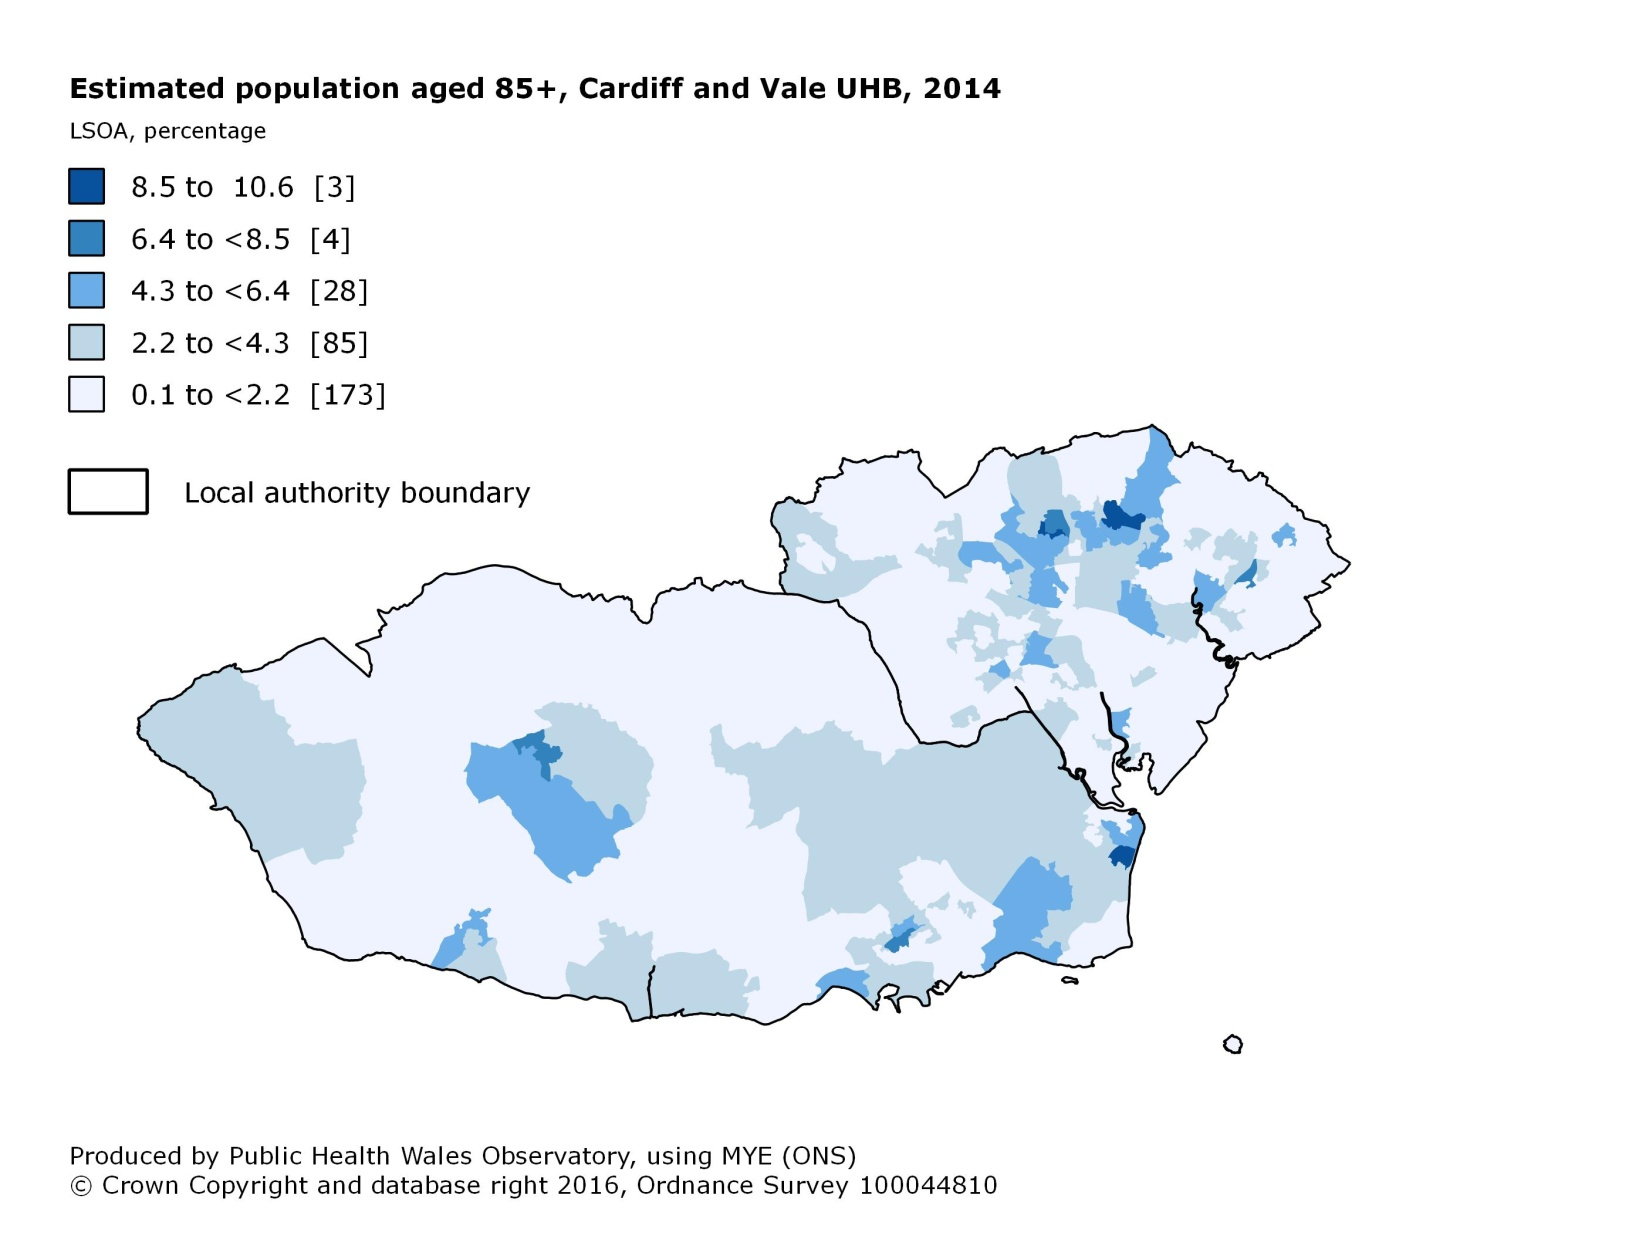 Estimated population aged 85+, Cardiff and Vale UHB, 2014
LSOA, percentage
8.5 to 10.6 [3]
6.4 to <8.5 [4]
4.3 to <6.4 [28]
2.2 to <4.3 [85]
0.1 to <2.2 [173]
Local authority boundary
Produced by Public Health Wales Observatory, using MYE (ONS)
© Crown Copyright and database right 2016, Ordnance Survey 100044810